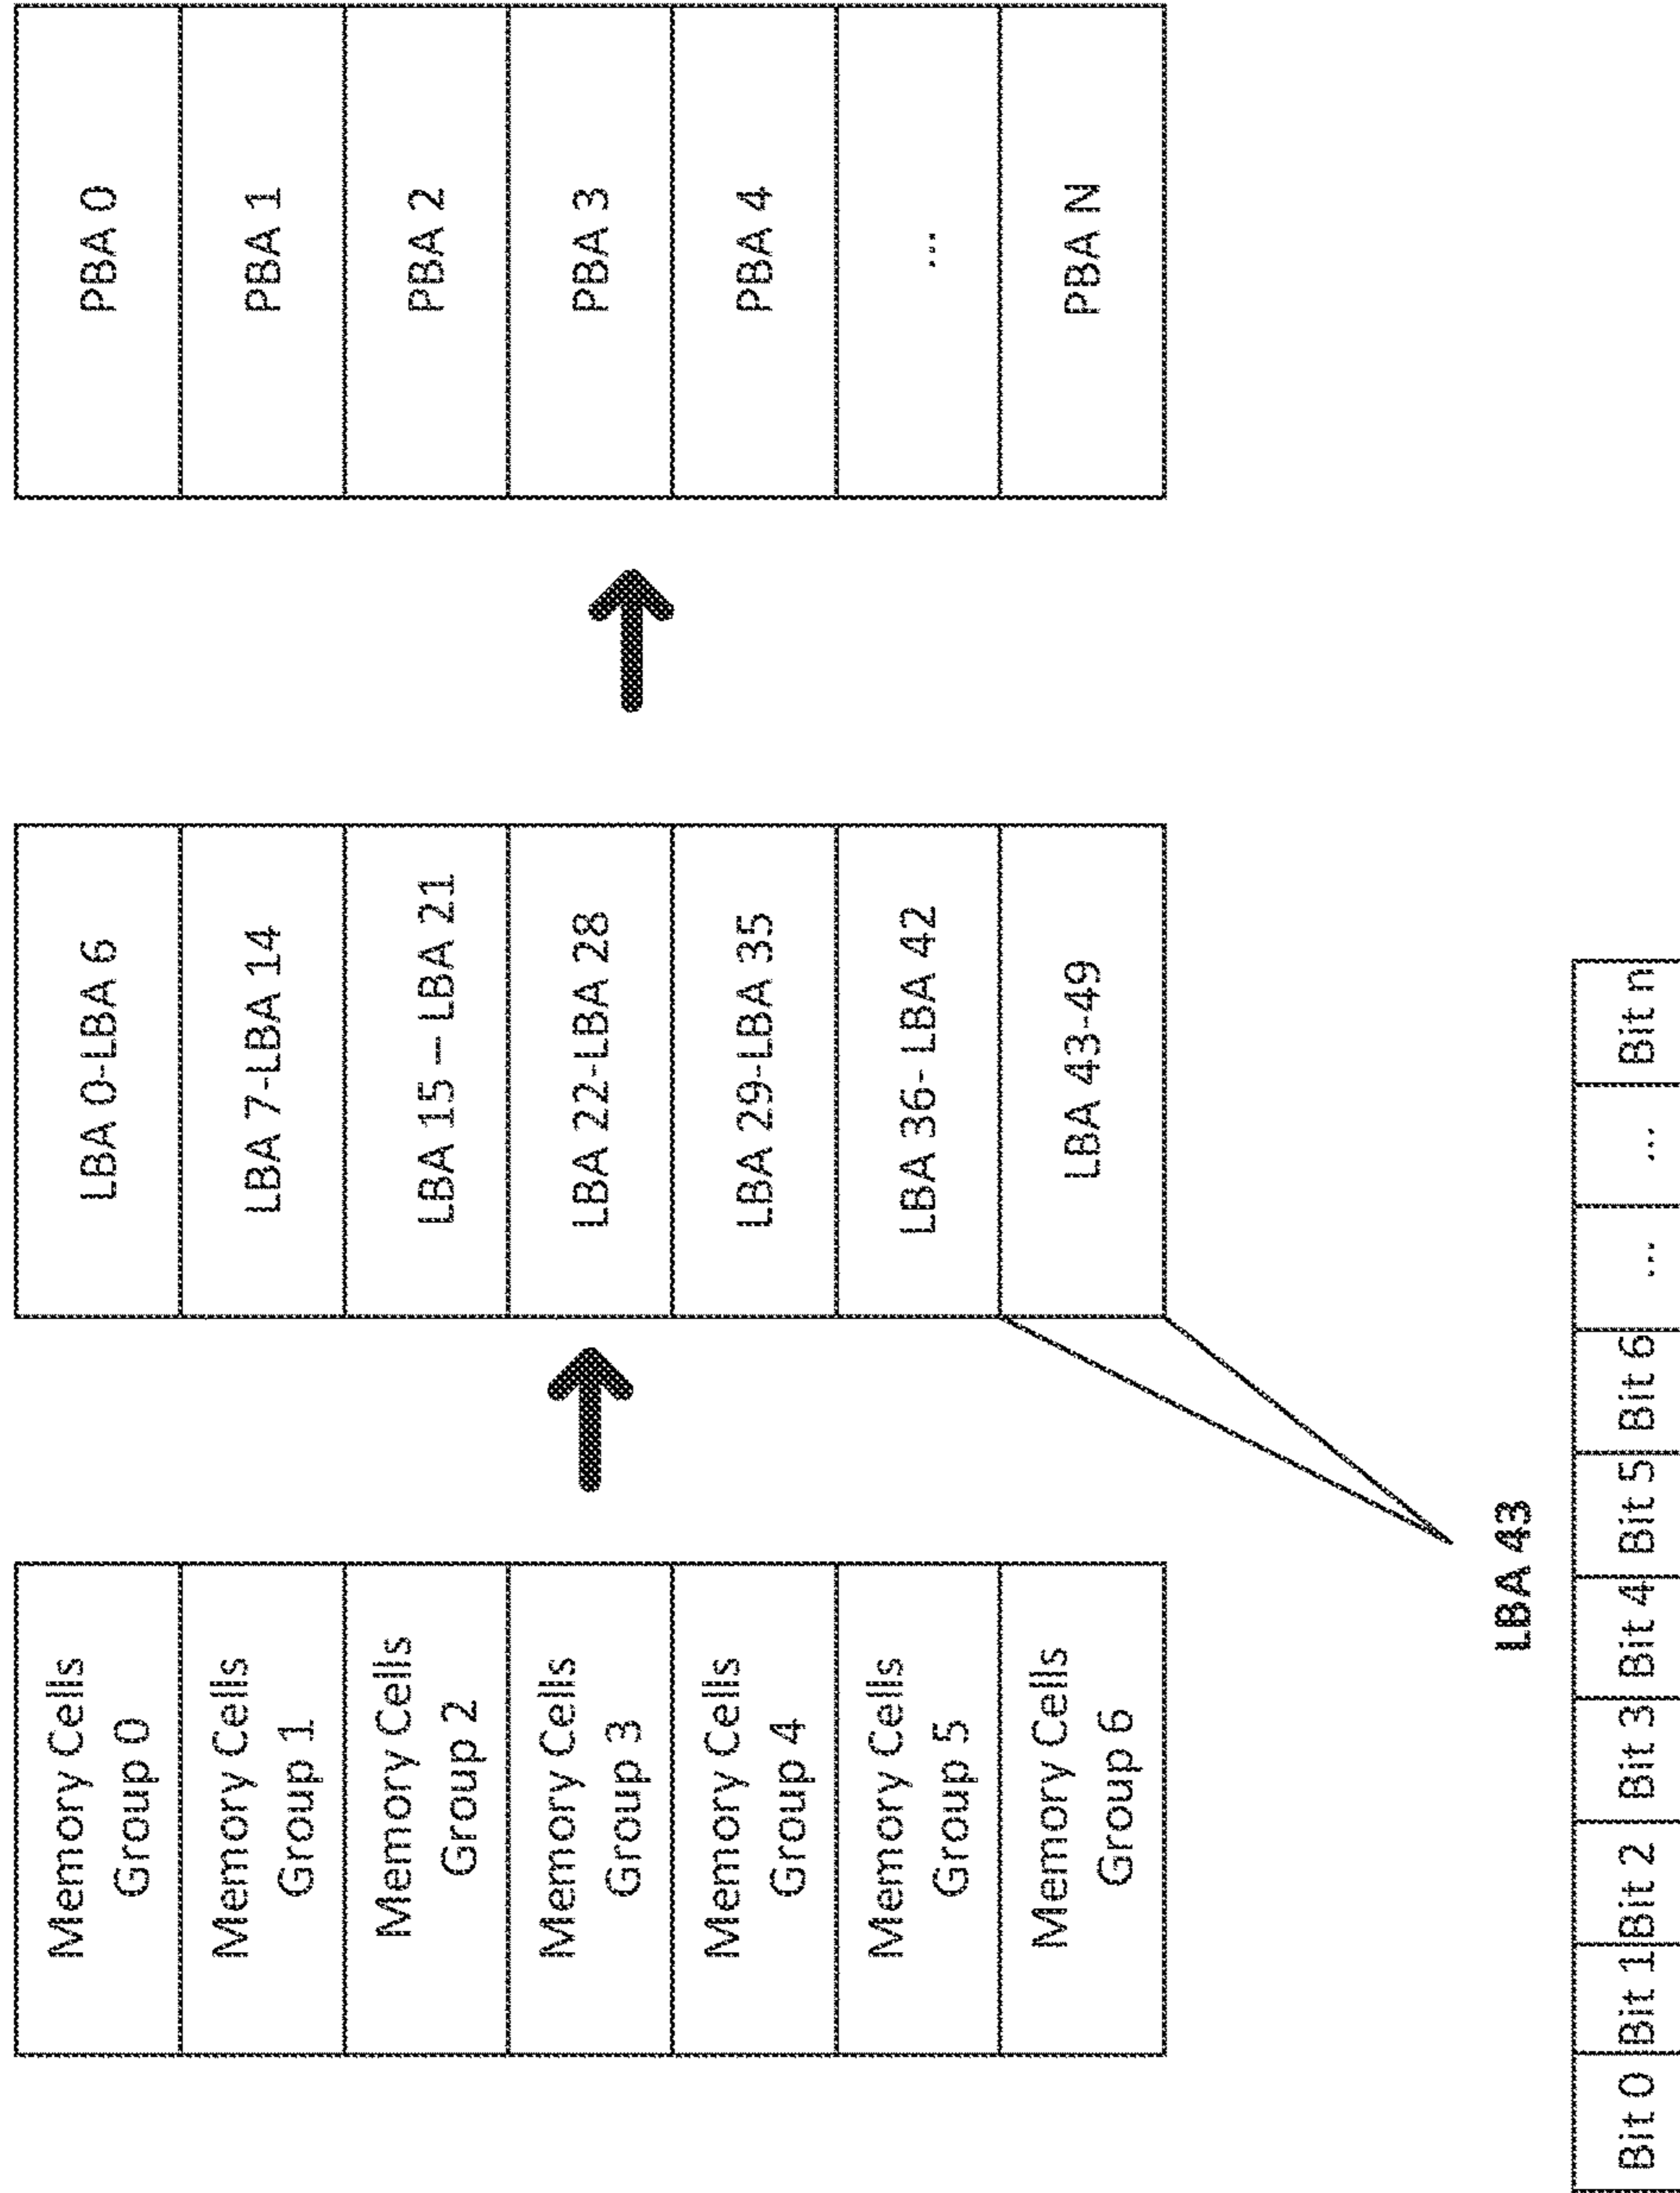 Memory Cells
Group 0
Memory Cells
Group 1
Memory Cells
Group 2
Memory Cells
Group 3
Memory Cells
Group 4
Memory Cells
Group 5
Memory Cells
Group 6
LBA 0-LBA 6
LBA 7-LBA 14
LBA 15 – LBA 21
LBA 22-LBA 28
LBA 29-LBA 35
LBA 36- LBA 42
LBA 43-49
PBA 0
PBA 1
PBA 2
PBA 3
PBA 4
...
PBA N
LBA 43
Bit 0 Bit 1 Bit 2 Bit 3 Bit 4 Bit 5 Bit 6 ... ... Bit n